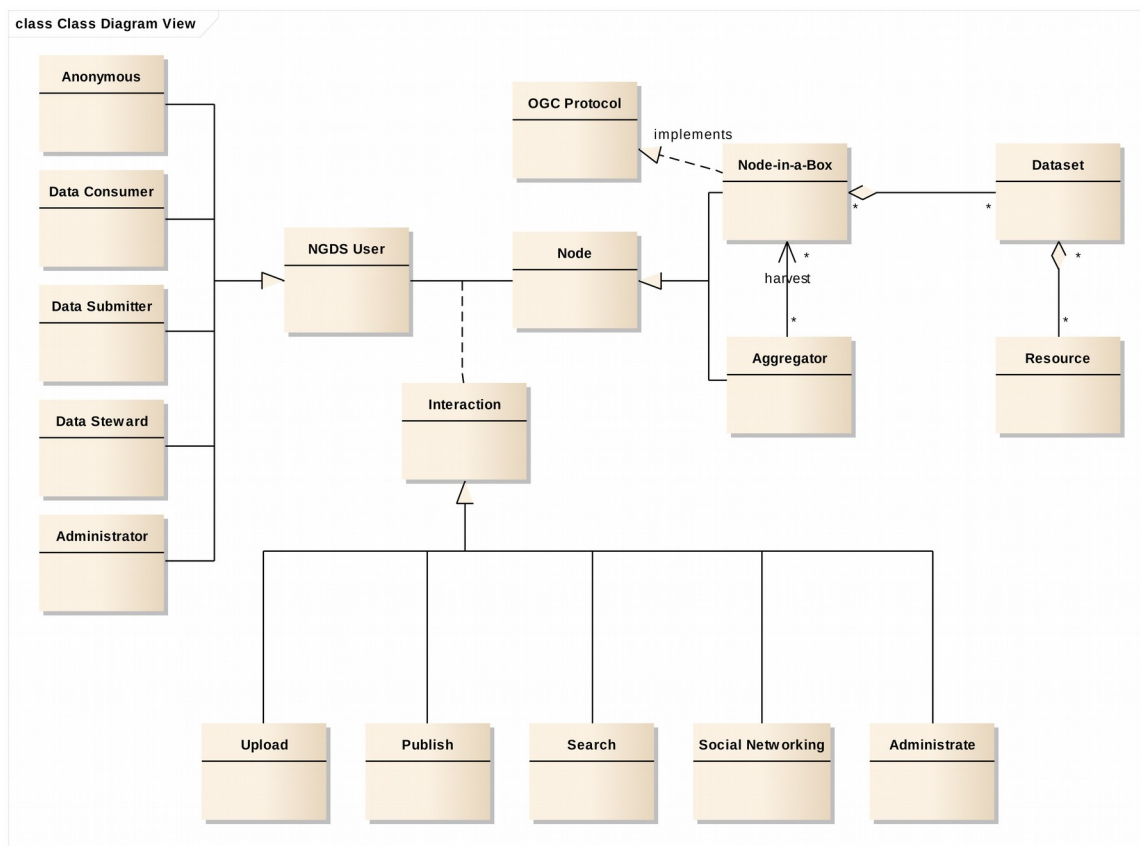 class Class Diagram View
Anonymous
Data Consumer
Data Submitter
Data Steward
Administrator
NGDS User
OGC Protocol
implements
Node
Interaction
Node-in-a-Box
*
*
Dataset
*
harvest
*
Aggregator
*
*
Resource
Upload
Publish
Search
Social Networking
Administrate